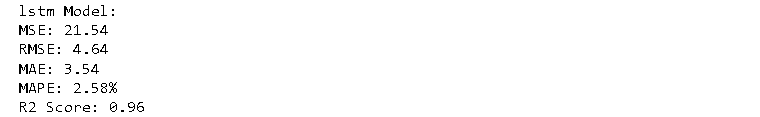 lstm Model:
MSE: 21.54
RMSE: 4.64
MAE: 3.54
MAPE: 2.58%
R2 Score: 0.96